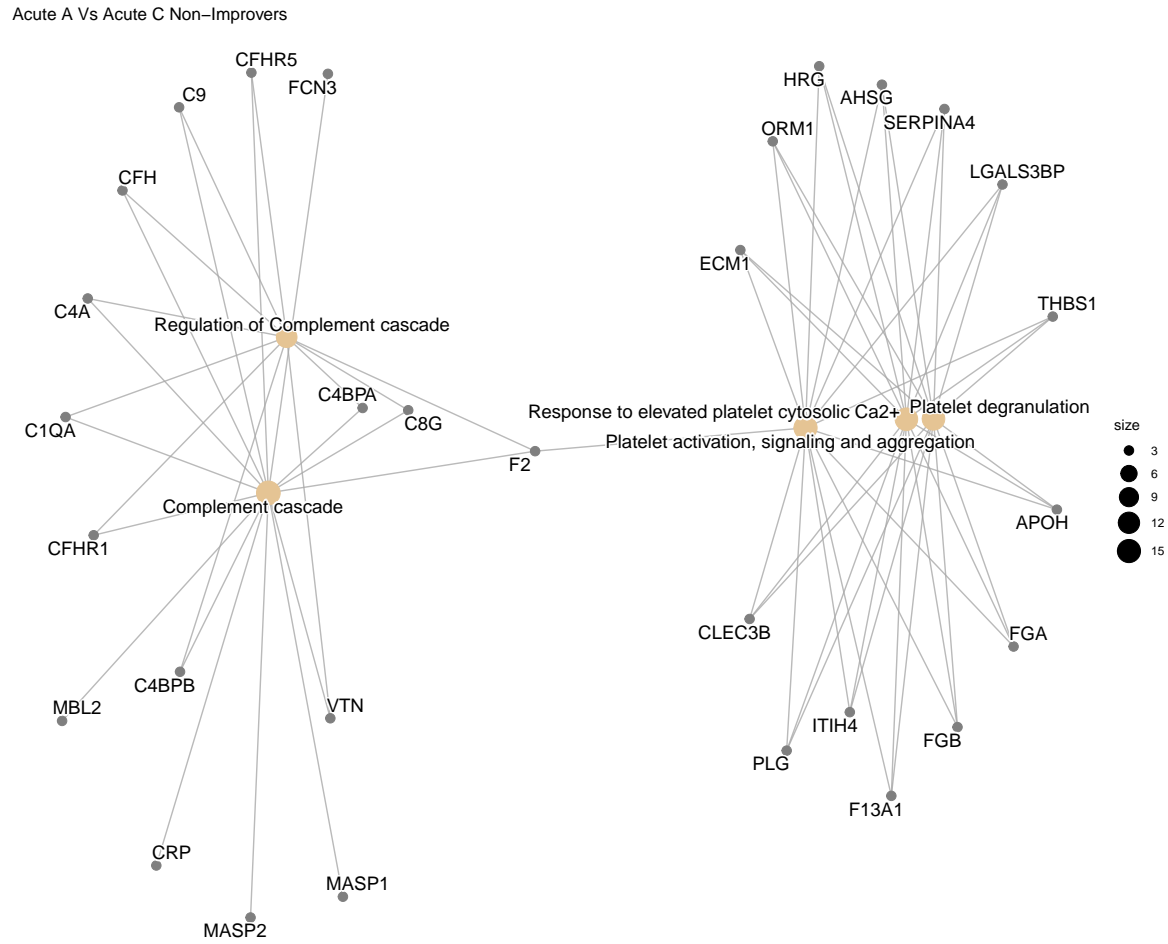 Acute A Vs Acute C Non−Improvers
CFHR5
FCN3
C9
CFH
C4A
Regulation of Complement cascade
C4BPA
C8G
C1QA
F2
Complement cascade
CFHR1
C4BPB
MBL2
VTN
CRP
MASP1
MASP2
HRG
AHSG
SERPINA4
ORM1
LGALS3BP
ECM1
THBS1
Response to elevated platelet cytosolic Ca2+
Platelet degranulation
Platelet activation, signaling and aggregation
APOH
CLEC3B
FGA
ITIH4
FGB
PLG
F13A1
size
3
6
9
12
15